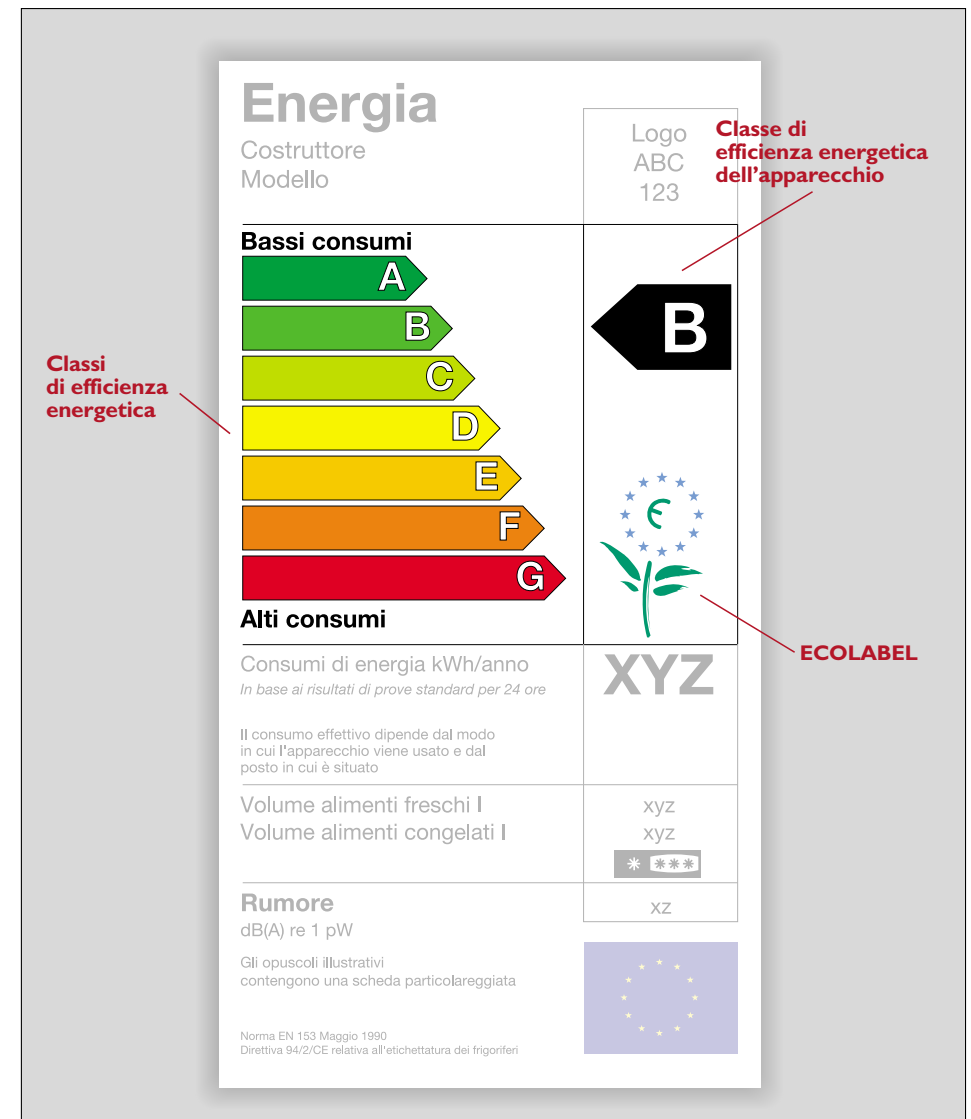 Energia
Costruttore
Modello
Logo
ABC
123
Classe di
efficienza energetica
dell'apparecchio
Bassi consumi
A
B
C
D
E
F
G
Alti consumi
B
Classi
di efficienza
energetica
ECOLABEL
Consumi di energia kWh/anno
In base ai risultati di prove standard per 24 ore
XYZ
Il consumo effettivo dipende dal modo
in cui l'apparecchio viene usato e dal
posto in cui è situato
Volume alimenti freschi l
xyz
Volume alimenti congelati l
xyz
Rumore
dB(A) re 1 pW
xz
Gli opuscoli illustrativi
contengono una scheda particolareggiata
Norma EN 153 Maggio 1990
Direttiva 94/2/CE relativa all'etichettatura dei frigoriferi